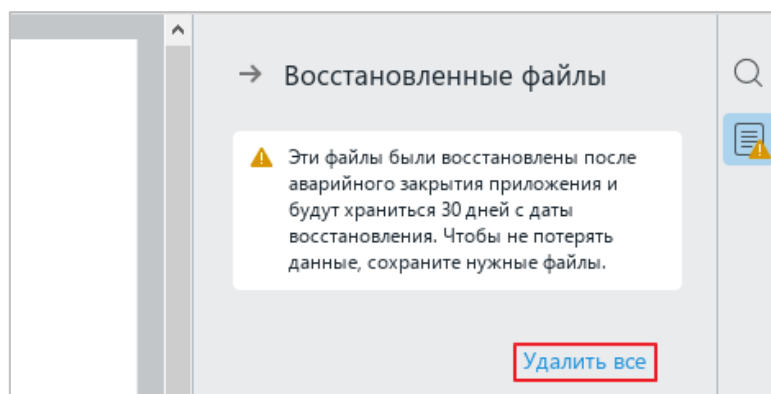 Восстановленные файлы
Эти файлы были восстановлены после
аварийного закрытия приложения и
будут храниться 30 дней с даты
восстановления. Чтобы не потерять
данные, сохраните нужные файлы.
Удалить все